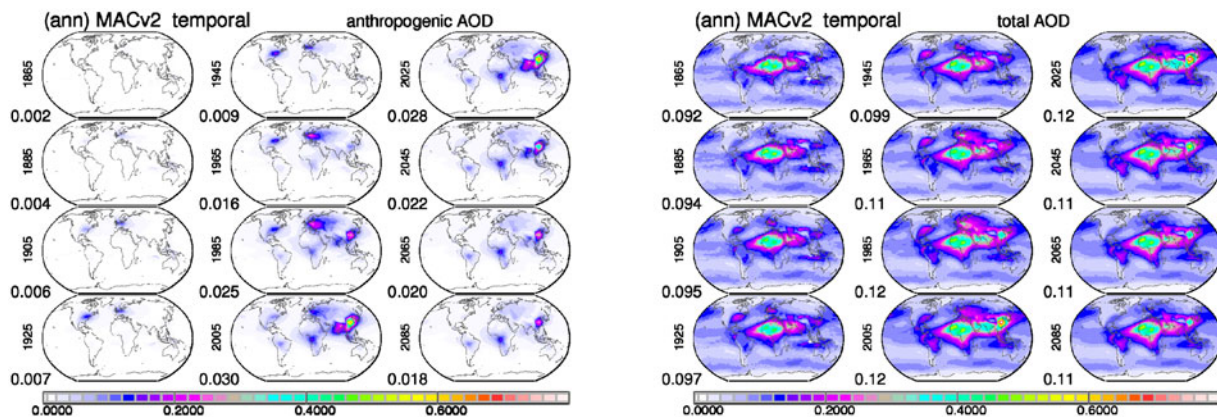 (ann) MACv2 temporal anthropogenic AOD
1865 1945 2025
0.002 0.009 0.028
1885 1965 2045
0.004 0.016 0.022
1905 1985 2065
0.006 0.025 0.020
1925 2005 2085
0.007 0.030 0.018
0.0000 0.2000 0.4000 0.6000
(ann) MACv2 temporal total AOD
1865 1945 2025
0.092 0.099 0.12
1885 1965 2045
0.094 0.11 0.11
1905 1985 2065
0.095 0.12 0.11
1925 2005 2085
0.097 0.12 0.11
0.0000 0.2000 0.4000 0.6000